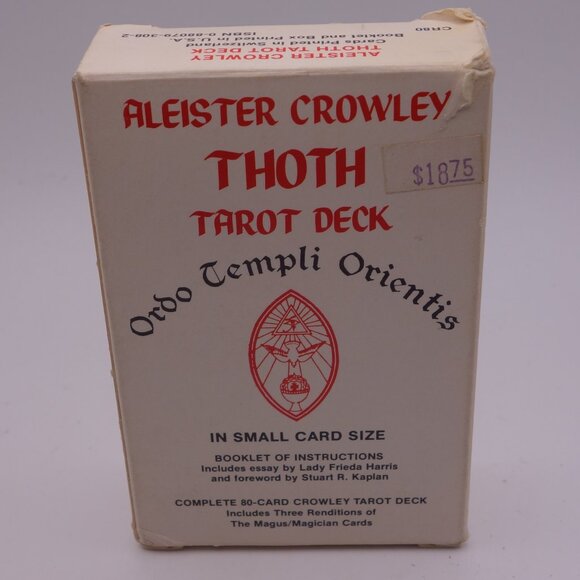 CR80
Booklet and Box Printed in U.S.A.
Cards Printed in Switzerland
ISBN 0-88079-308-2
ALEISTER CROWLEY
THOTH TAROT DECK
ALEISTER CROWLEY
THOTH
$18.75
TAROT DECK
Ordo Templi Orientis
IN SMALL CARD SIZE
BOOKLET OF INSTRUCTIONS
Includes essay by Lady Frieda Harris
and foreword by Stuart R. Kaplan
COMPLETE 80-CARD CROWLEY TAROT DECK
Includes Three Renditions of
The Magus/Magician Cards